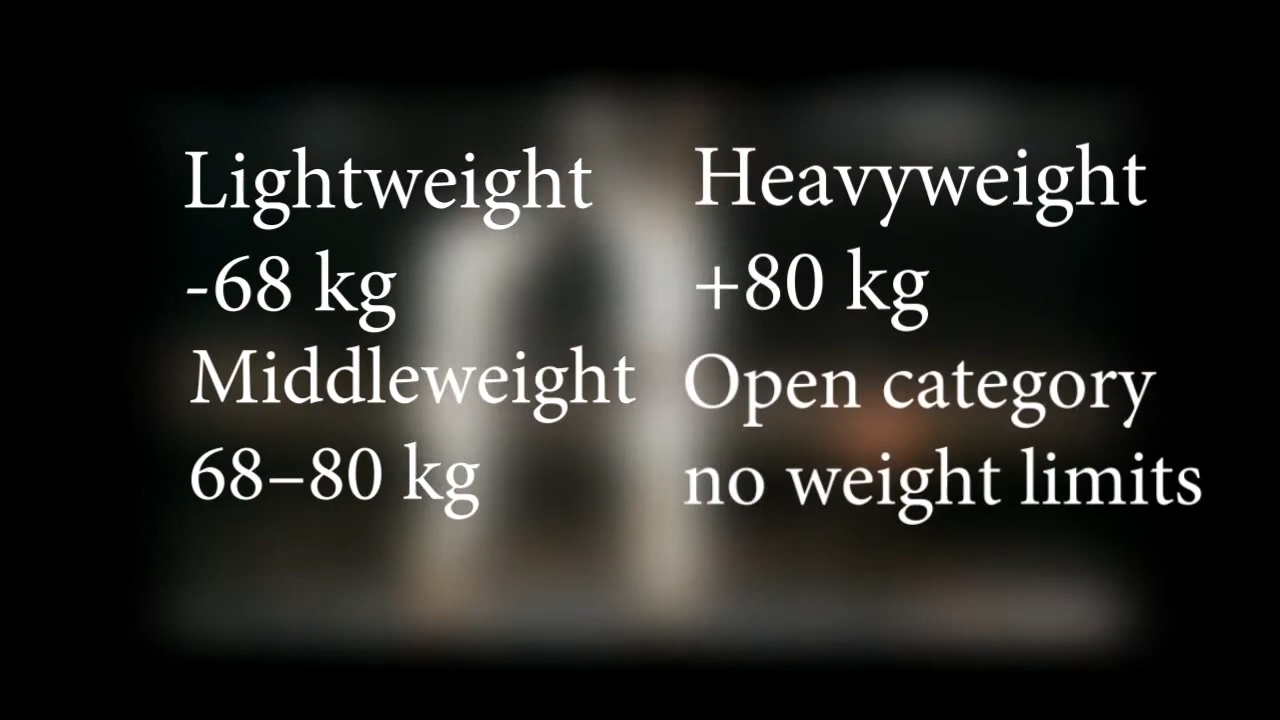 Lightweight
-68 kg
Middleweight
68–80 kg
Heavyweight
+80 kg
Open category
no weight limits